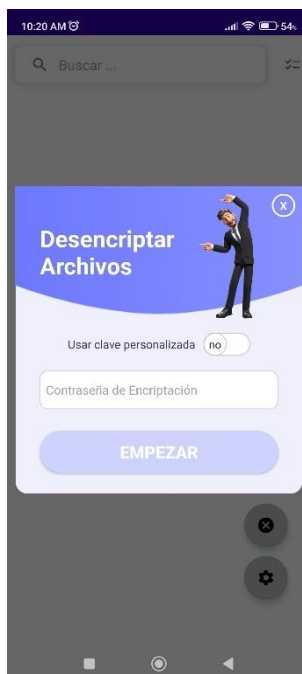 10:20 AM
54%
Buscar ...
X
Desencriptar
Archivos
Usar clave personalizada
no
Contraseña de Encriptación
EMPEZAR